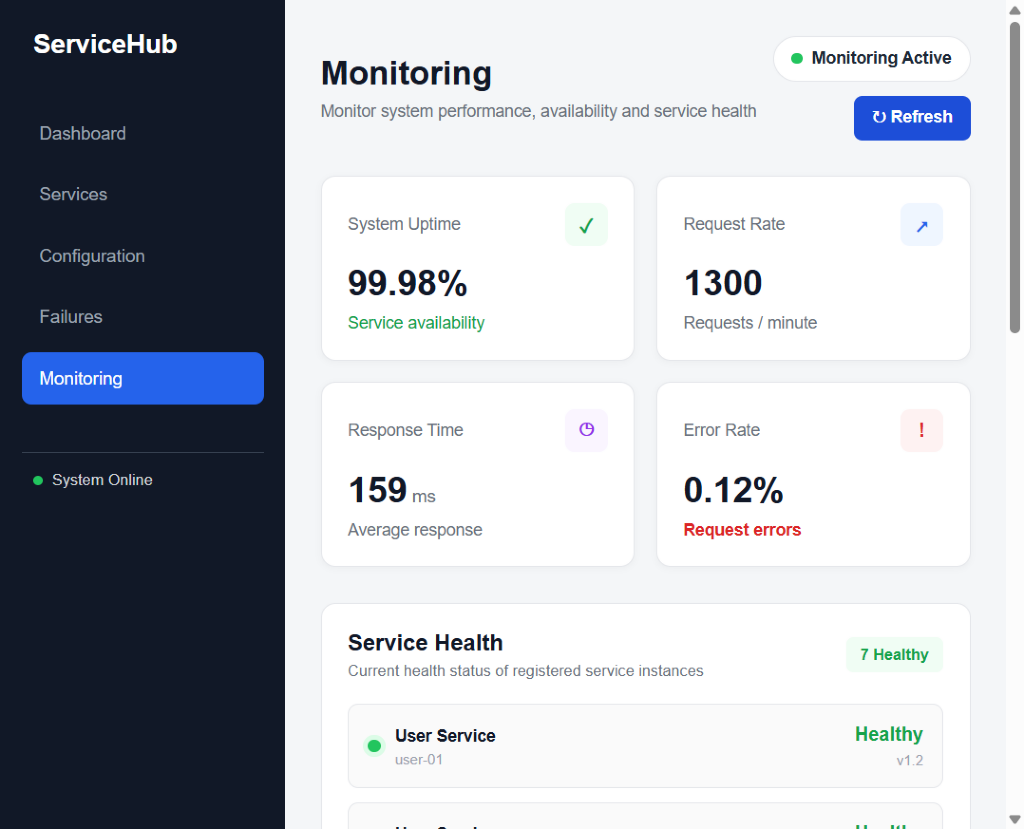 ServiceHub
Dashboard
Services
Configuration
Failures
Monitoring
System Online
Monitoring
Monitor system performance, availability and service health
Monitoring Active
↻ Refresh
System Uptime
✓
99.98%
Service availability
Request Rate
↗
1300
Requests / minute
Response Time
◷
159 ms
Average response
Error Rate
!
0.12%
Request errors
Service Health
Current health status of registered service instances
7 Healthy
User Service
user-01
Healthy
v1.2